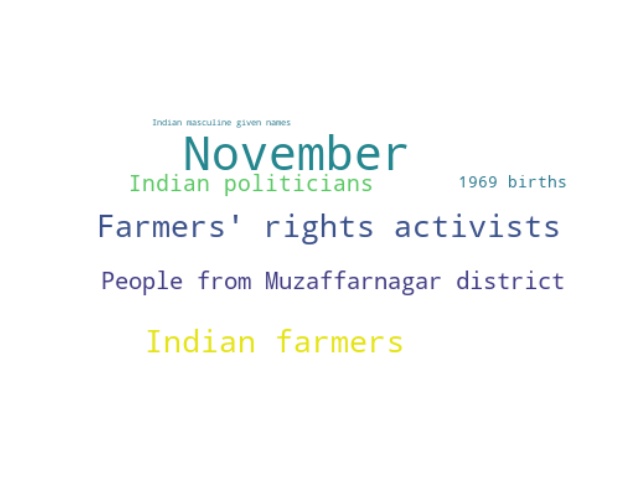 Indian masculine given names
November
Indian politicians
1969 births
Farmers' rights activists
People from Muzaffarnagar district
Indian farmers